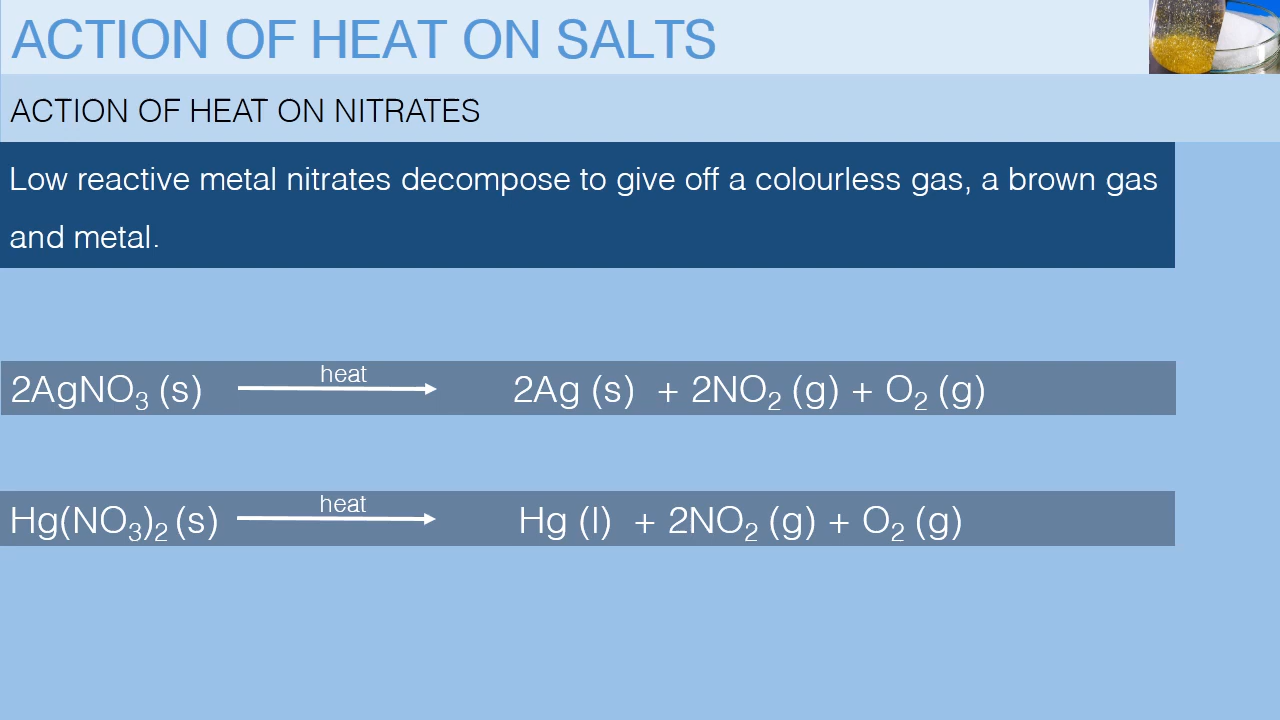 ACTION OF HEAT ON SALTS
ACTION OF HEAT ON NITRATES
Low reactive metal nitrates decompose to give off a colourless gas, a brown gas
and metal.
2AgNO₃ (s) heat → 2Ag (s) + 2NO₂ (g) + O₂ (g)
Hg(NO₃)₂ (s) heat → Hg (l) + 2NO₂ (g) + O₂ (g)